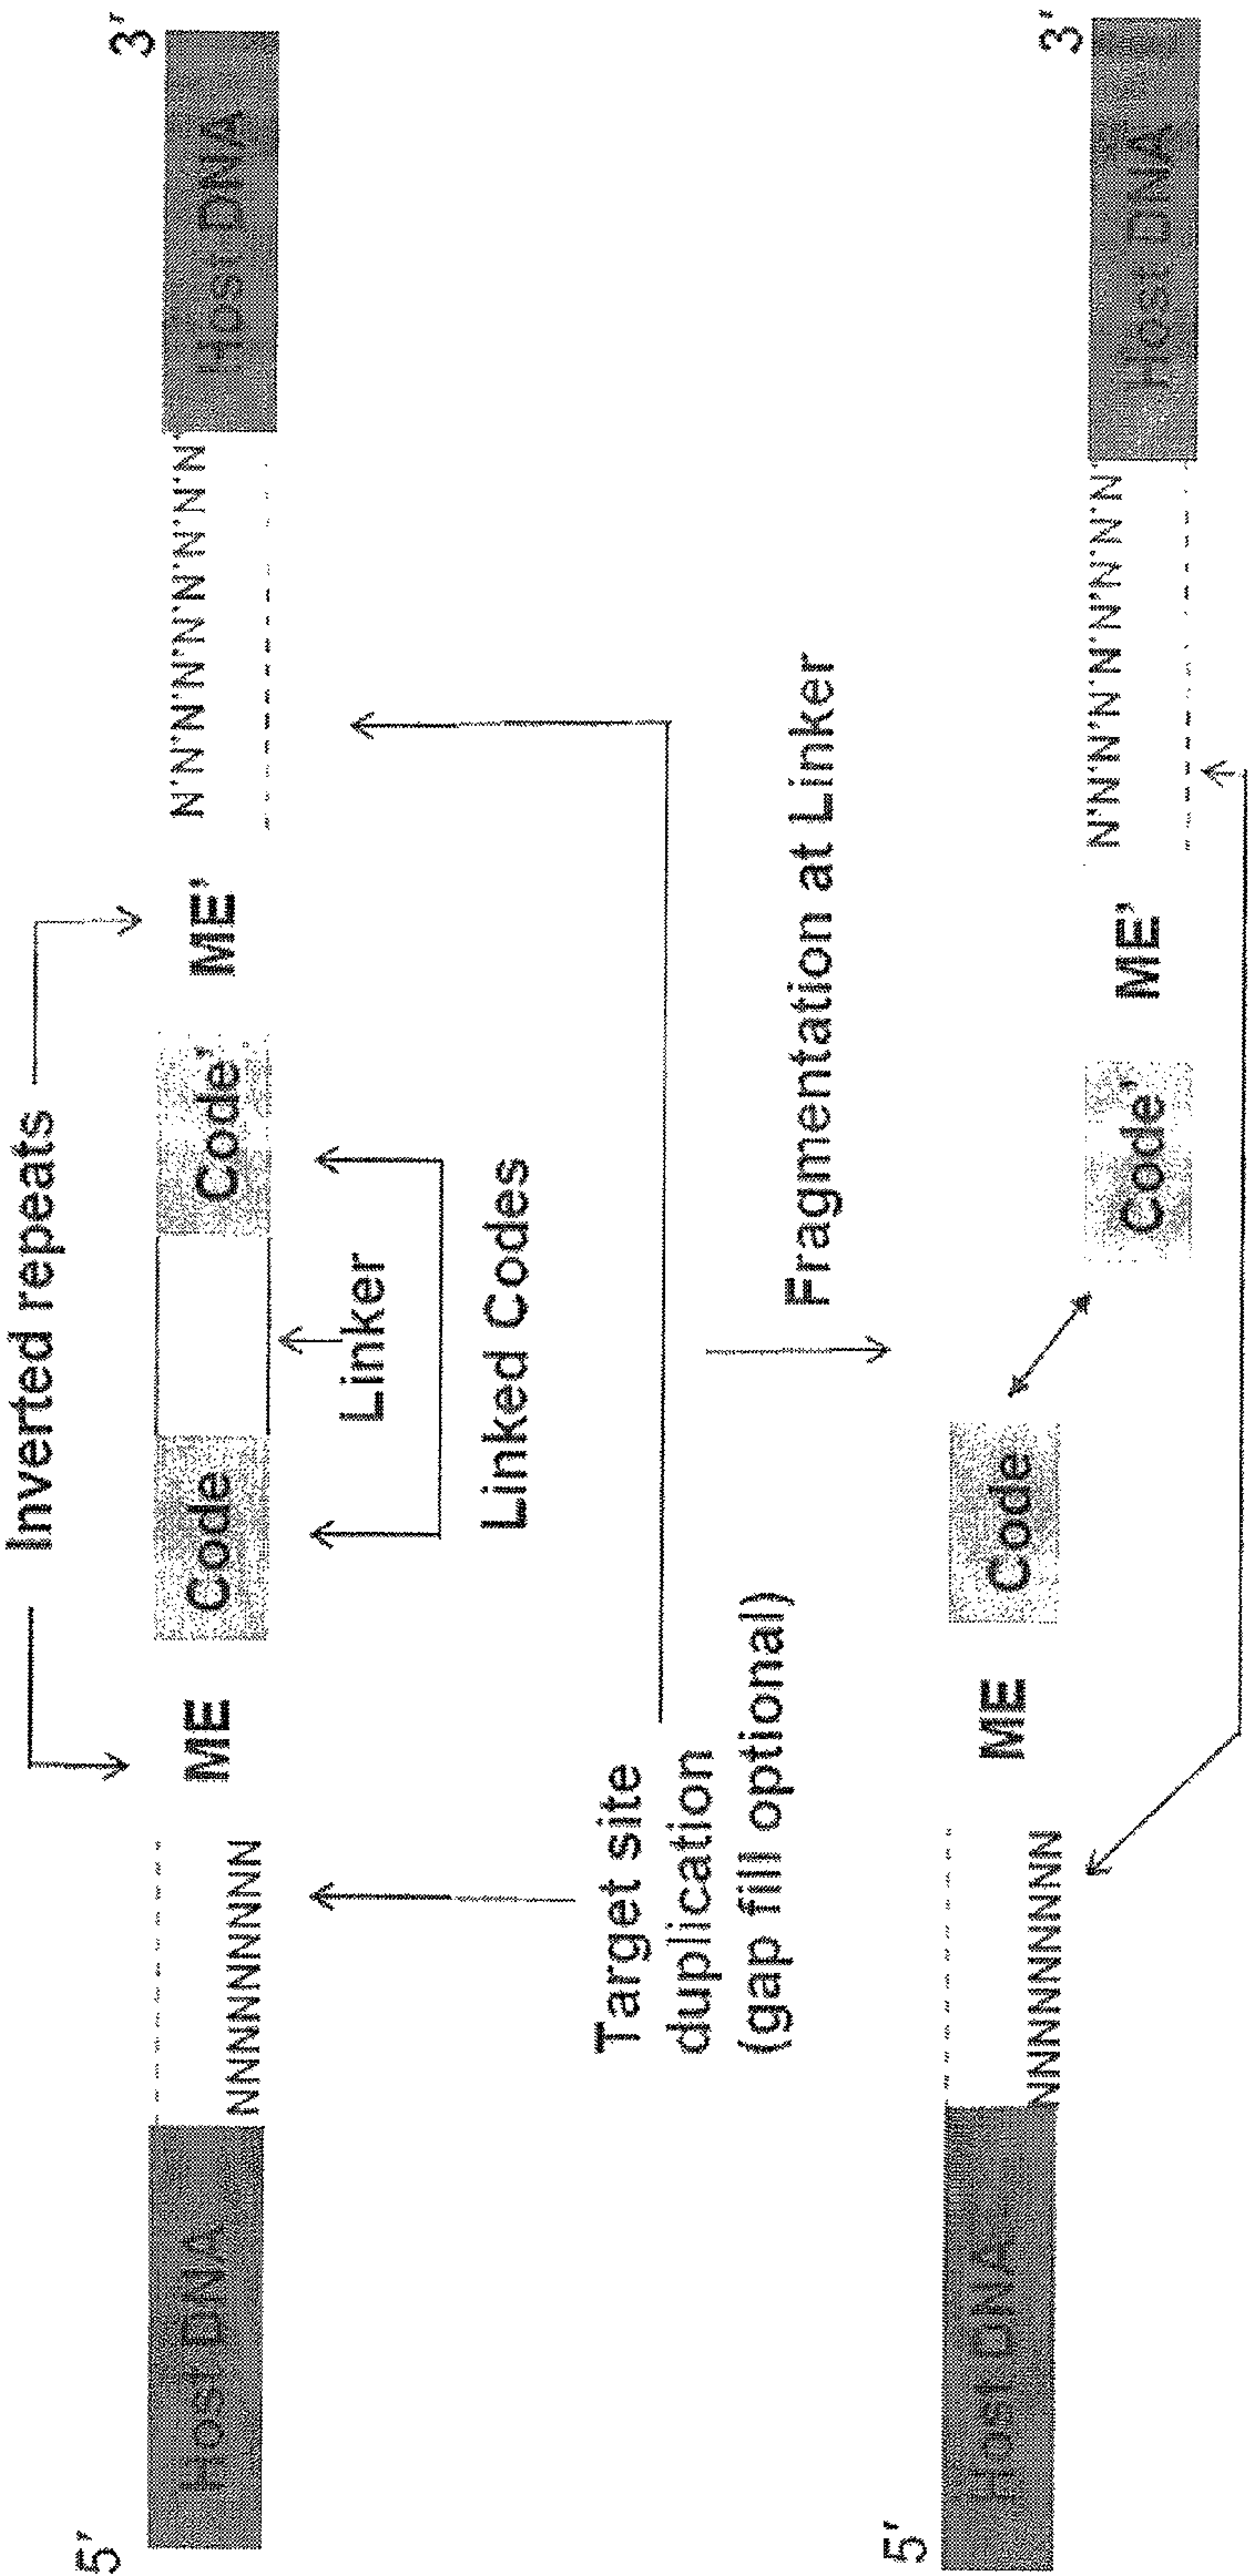 Inverted repeats
5' 3'
Host DNA NNNNNNNNN ME Code Code' ME' N'N'N'N'N'N'N'N'N' Host DNA
Linker
Linked Codes
Target site
duplication
(gap fill optional)
Fragmentation at Linker
5' 3'
Host DNA NNNNNNNNN ME Code Code' ME' N'N'N'N'N'N'N'N'N' Host DNA